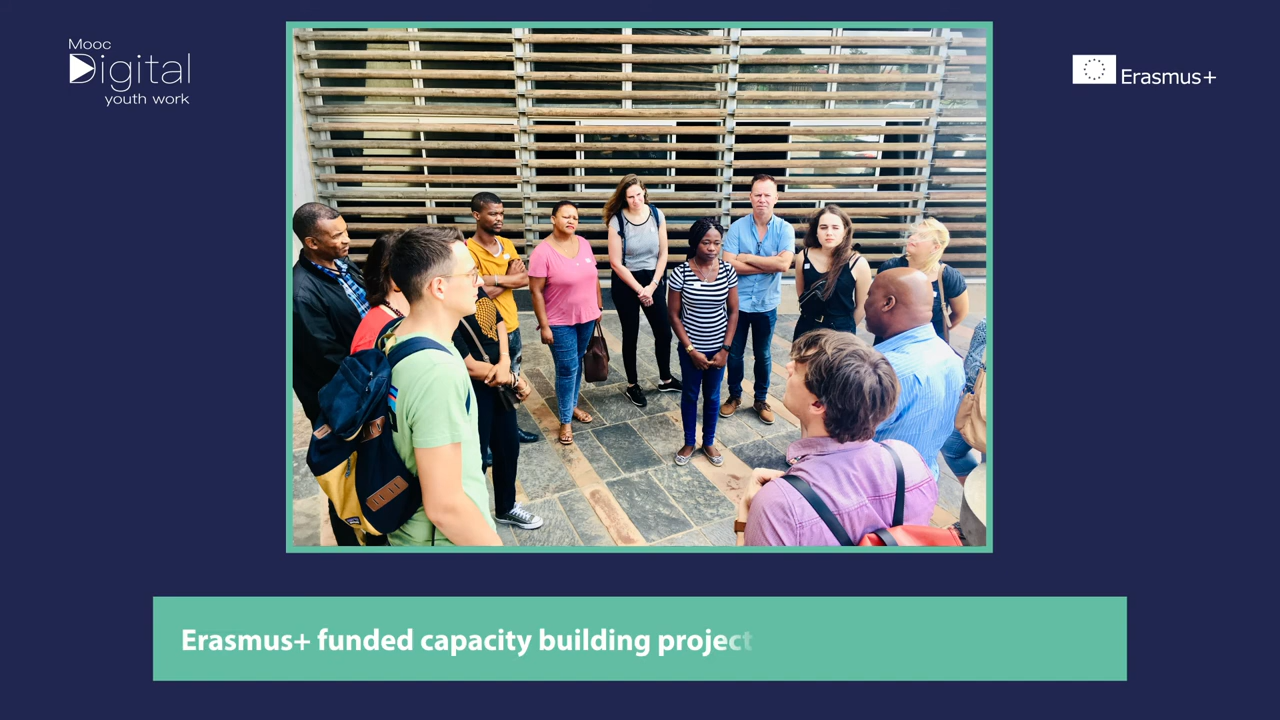 Mooc
Digital
youth work
Erasmus+
Erasmus+ funded capacity building project